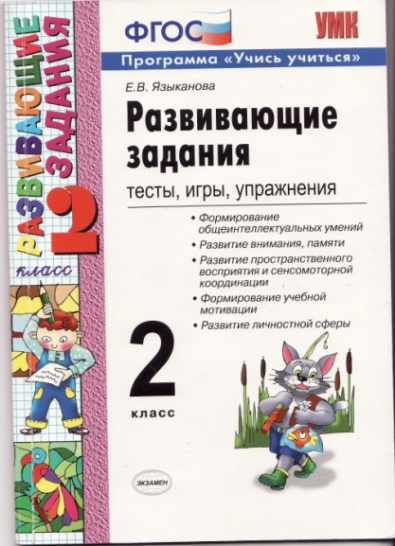 ФГОС
УМК
Программа «Учись учиться»
Е.В. Языканова
Развивающие
задания
тесты, игры, упражнения
• Формирование
общеинтеллектуальных умений
• Развитие внимания, памяти
• Развитие пространственного
восприятия и сенсомоторной
координации
• Формирование учебной
мотивации
• Развитие личностной сферы
2
класс
ЭКЗАМЕН
РАЗВИВАЮЩИЕ
ЗАДАНИЯ
2
класс